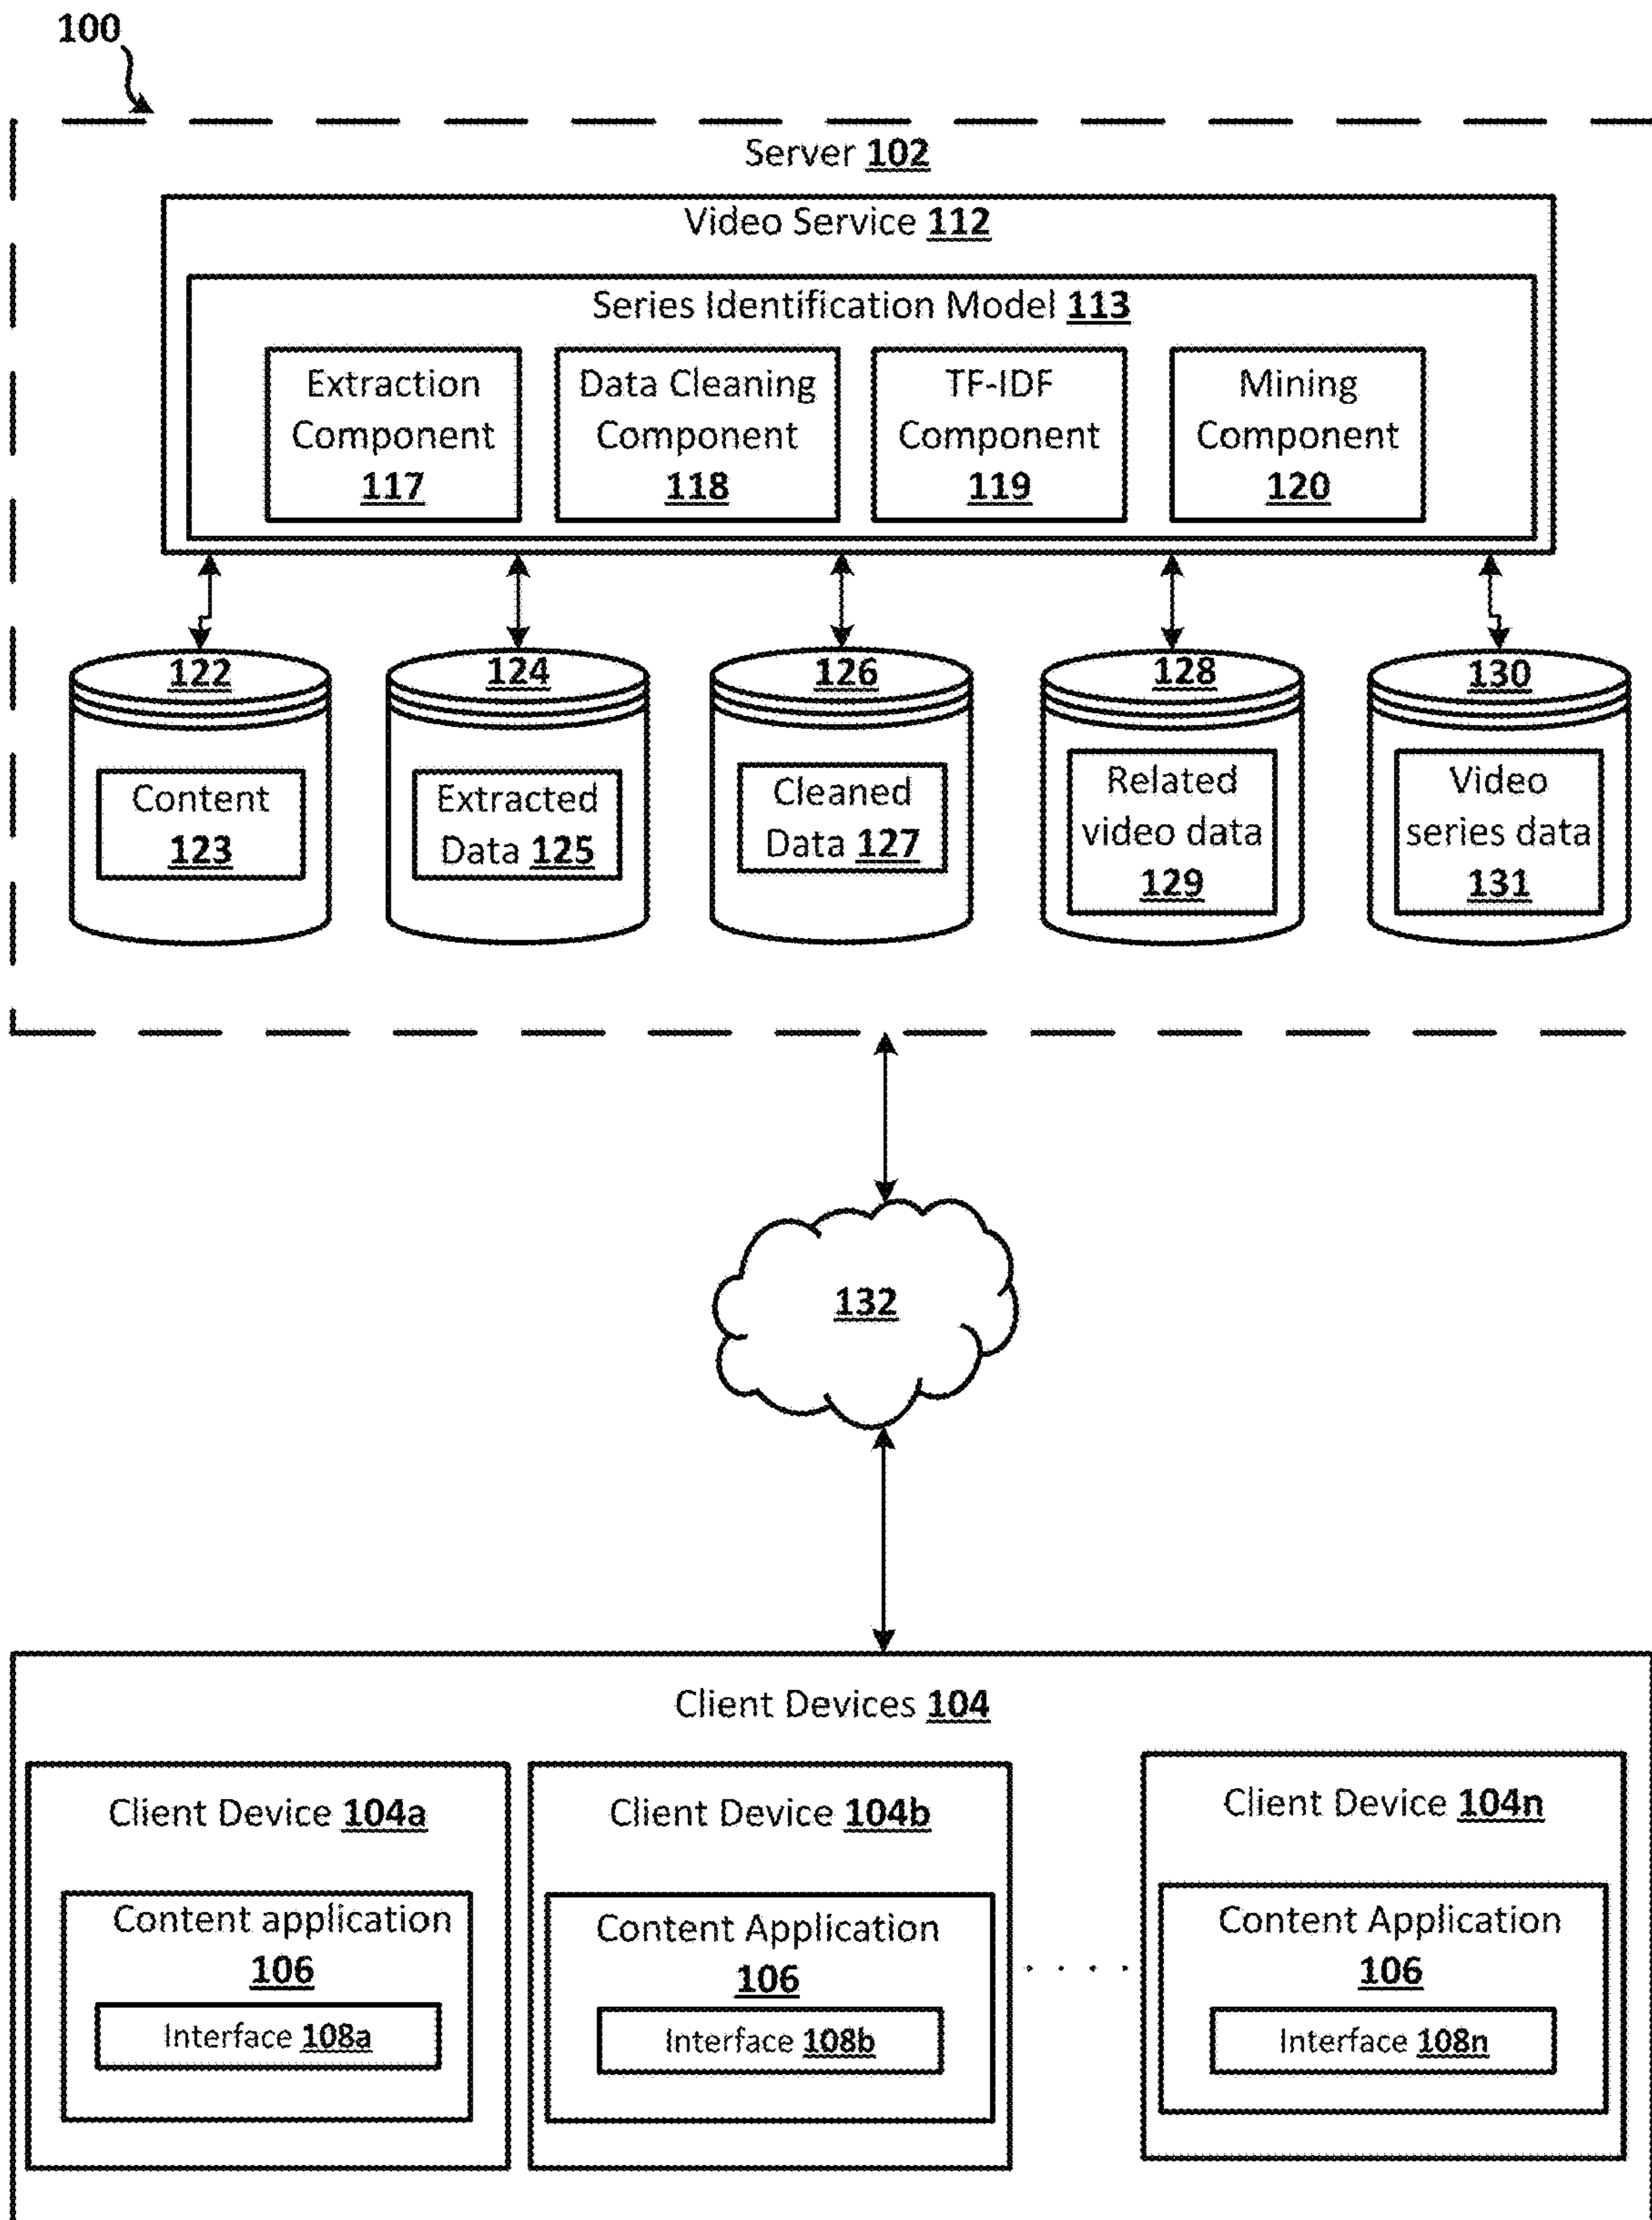 100
Server 102
Video Service 112
Series Identification Model 113
Extraction
Component
117
Data Cleaning
Component
118
TF-IDF
Component
119
Mining
Component
120
122
Content
123
124
Extracted
Data 125
126
Cleaned
Data 127
128
Related
video data
129
130
Video
series data
131
132
Client Devices 104
Client Device 104a
Content application
106
Interface 108a
Client Device 104b
Content Application
106
Interface 108b
Client Device 104n
Content Application
106
Interface 108n